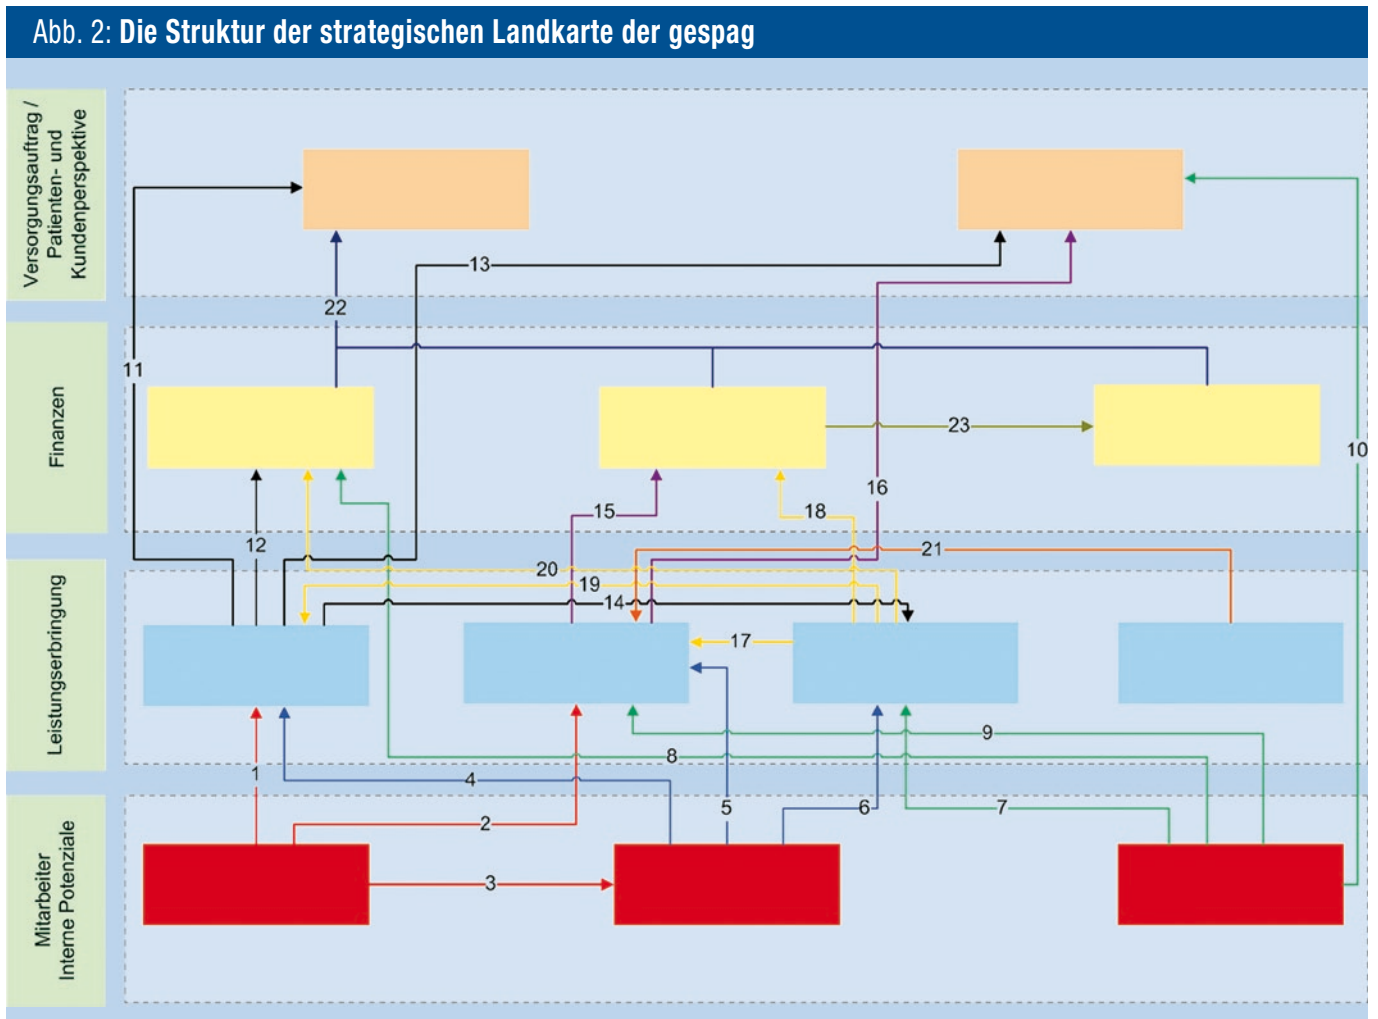 Abb. 2: Die Struktur der strategischen Landkarte der gespag
Versorgungsauftrag /
Patienten- und
Kundenperspektive
13
22
11
Finanzen
23
10
16
15
18
12
21
20
19
14
Leistungserbringung
17
9
8
1
4
5
6
7
2
Mitarbeiter
Interne Potenziale
3